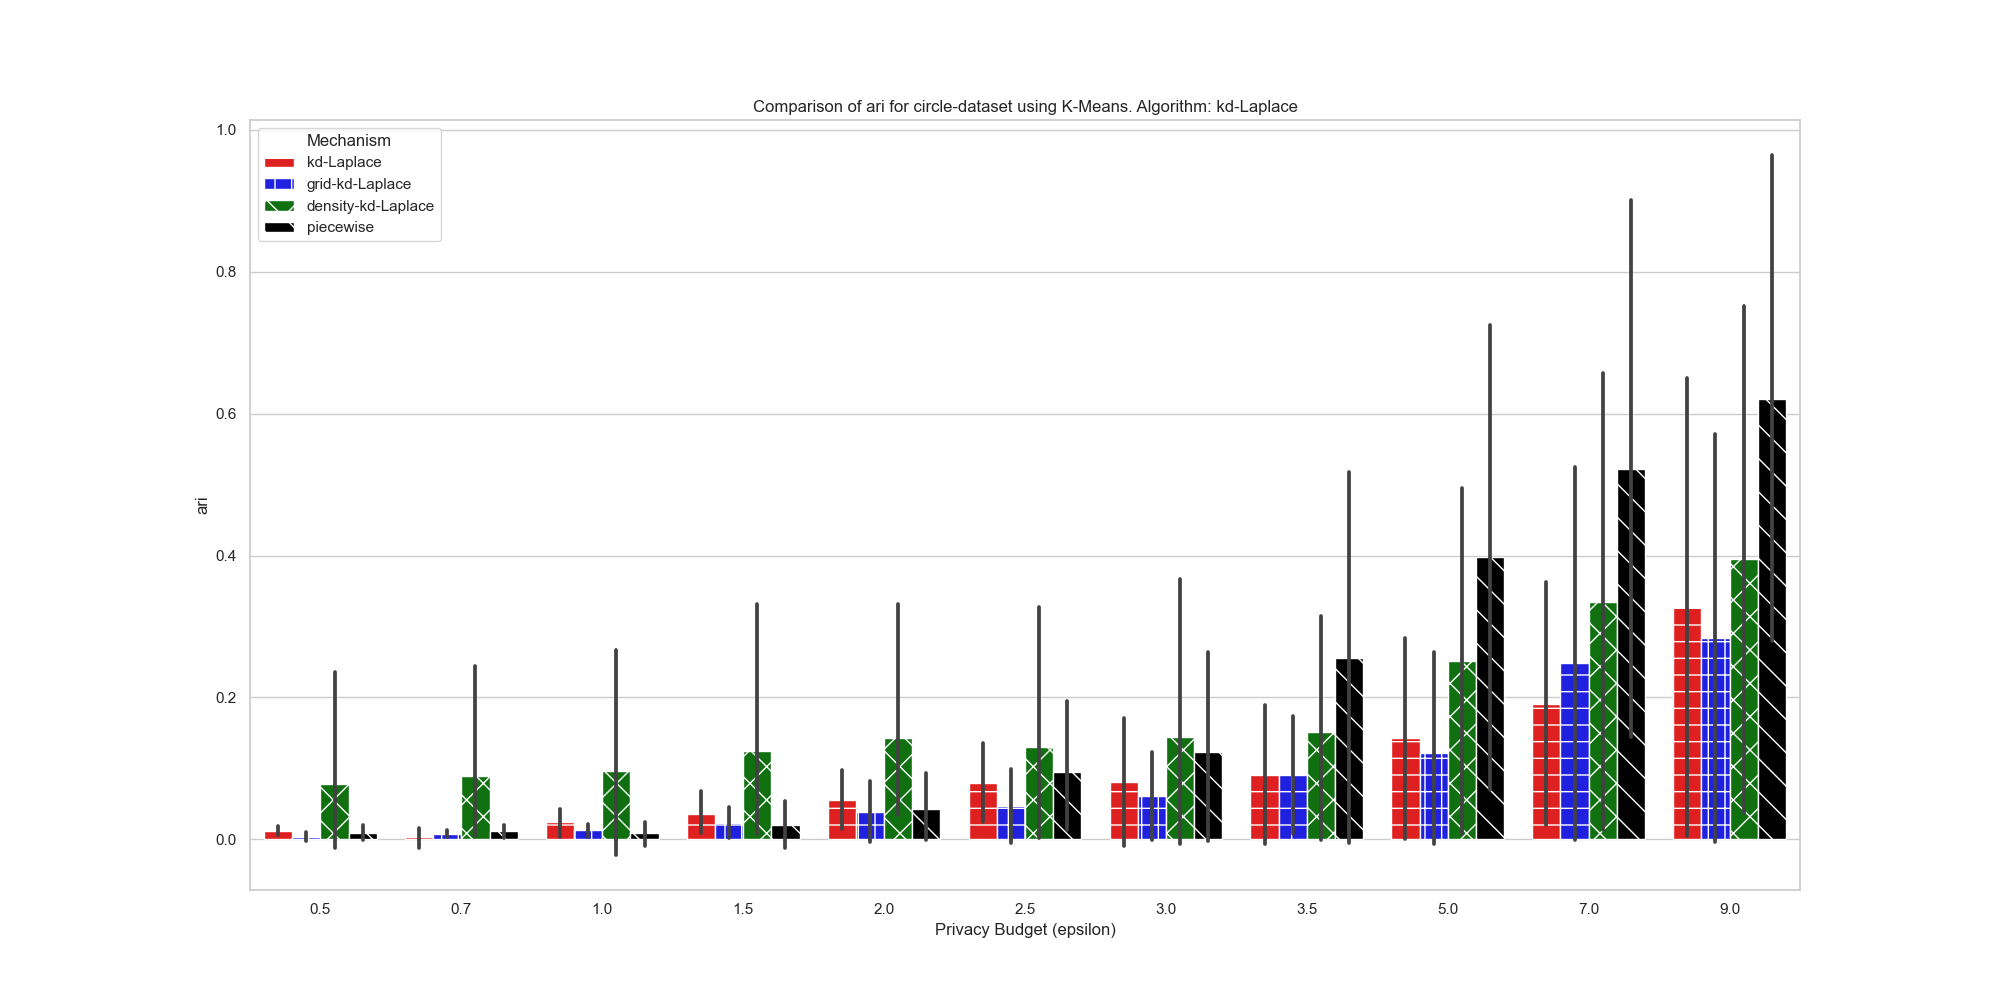 Comparison of ari for circle-dataset using K-Means. Algorithm: kd-Laplace
Mechanism
kd-Laplace
grid-kd-Laplace
density-kd-Laplace
piecewise
1.0
0.8
0.6
0.4
0.2
0.0
ari
0.5 0.7 1.0 1.5 2.0 2.5 3.0 3.5 5.0 7.0 9.0
Privacy Budget (epsilon)